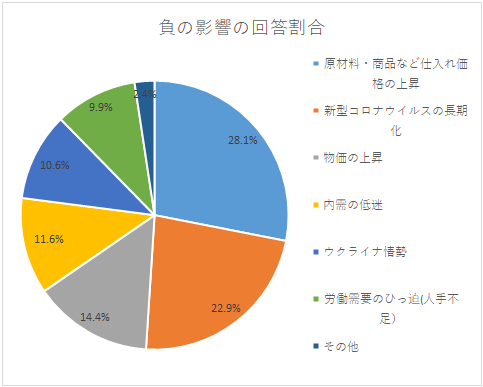 負の影響の回答割合
28.1%
22.9%
14.4%
11.6%
10.6%
9.9%
2.4%
原材料・商品など仕入れ価
格の上昇
新型コロナウイルスの長期
化
物価の上昇
内需の低迷
ウクライナ情勢
労働需要のひっ迫(人手不
足）
その他